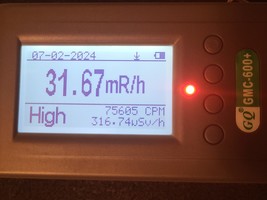 07-02-2024
31.67mR/h
High
75605 CPM
316.74uSv/h
GQ GMC-600+